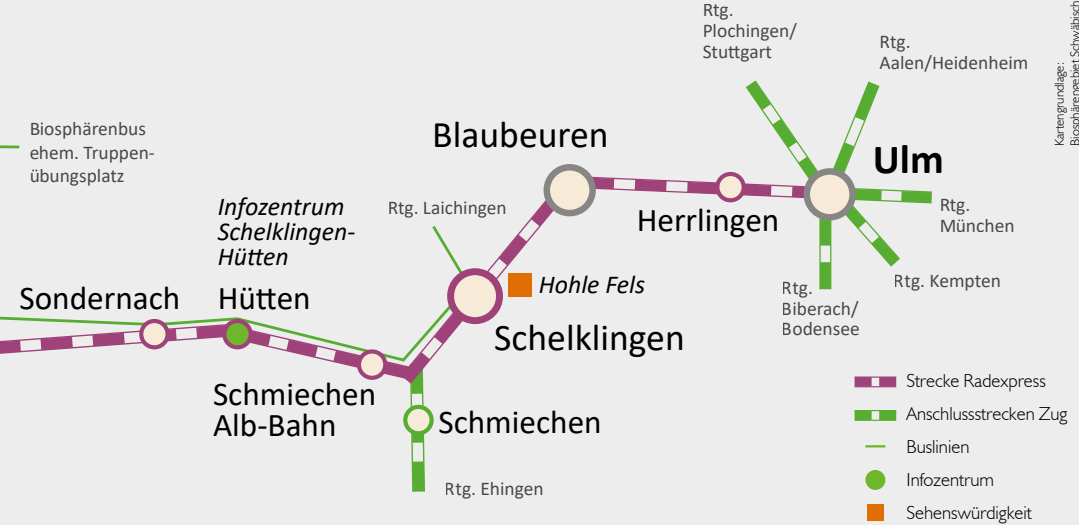 Rtg.
Plochingen/
Stuttgart
Rtg.
Aalen/Heidenheim
Kartengrundlage:
Biosphärengebiet Schwäbisch
Biosphärenbus
ehem. Truppen-
übungsplatz
Blaubeuren
Ulm
Infozentrum
Schelklingen-
Hütten
Rtg. Laichingen
Herrlingen
Rtg.
München
Rtg. Kempten
Rtg.
Biberach/
Bodensee
Hohle Fels
Sondernach
Hütten
Schelklingen
Schmiechen
Alb-Bahn
Schmiechen
Rtg. Ehingen
Strecke Radexpress
Anschlussstrecken Zug
Buslinien
Infozentrum
Sehenswürdigkeit